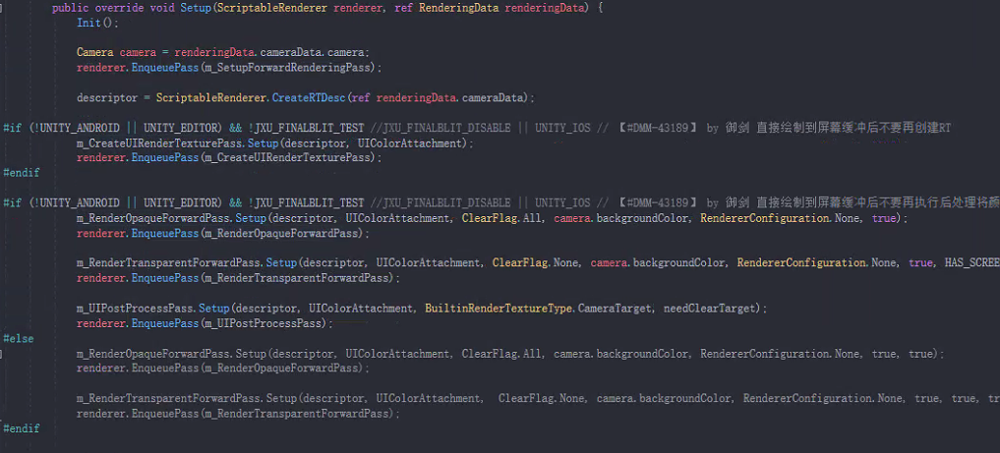 public override void Setup(ScriptableRenderer renderer, ref RenderingData renderingData) {
Init();
Camera camera = renderingData.cameraData.camera;
renderer.EnqueuePass(m_SetupForwardRenderingPass);
descriptor = ScriptableRenderer.CreateRTDesc(ref renderingData.cameraData);
#if (!UNITY_ANDROID || UNITY_EDITOR) && !JXU_FINALBLIT_TEST //JXU_FINALBLIT_DISABLE || UNITY_IOS // 【#DMM-43189】 by 御剑 直接绘制到屏幕缓冲后不要再创建RT
m_CreateUIRenderTexturePass.Setup(descriptor, UIColorAttachment);
renderer.EnqueuePass(m_CreateUIRenderTexturePass);
#endif
#if (!UNITY_ANDROID || UNITY_EDITOR) && !JXU_FINALBLIT_TEST //JXU_FINALBLIT_DISABLE || UNITY_IOS // 【#DMM-43189】 by 御剑 直接绘制到屏幕缓冲后不要再执行后处理将颜
m_RenderOpaqueForwardPass.Setup(descriptor, UIColorAttachment, ClearFlag.All, camera.backgroundColor, RendererConfiguration.None, true);
renderer.EnqueuePass(m_RenderOpaqueForwardPass);
m_RenderTransparentForwardPass.Setup(descriptor, UIColorAttachment, ClearFlag.None, camera.backgroundColor, RendererConfiguration.None, true, HAS_SCREE
renderer.EnqueuePass(m_RenderTransparentForwardPass);
m_UIPostProcessPass.Setup(descriptor, UIColorAttachment, BuiltinRenderTextureType.CameraTarget, needClearTarget);
renderer.EnqueuePass(m_UIPostProcessPass);
#else
m_RenderOpaqueForwardPass.Setup(descriptor, UIColorAttachment, ClearFlag.All, camera.backgroundColor, RendererConfiguration.None, true, true);
renderer.EnqueuePass(m_RenderOpaqueForwardPass);
m_RenderTransparentForwardPass.Setup(descriptor, UIColorAttachment, ClearFlag.None, camera.backgroundColor, RendererConfiguration.None, true, true, tr
renderer.EnqueuePass(m_RenderTransparentForwardPass);
#endif